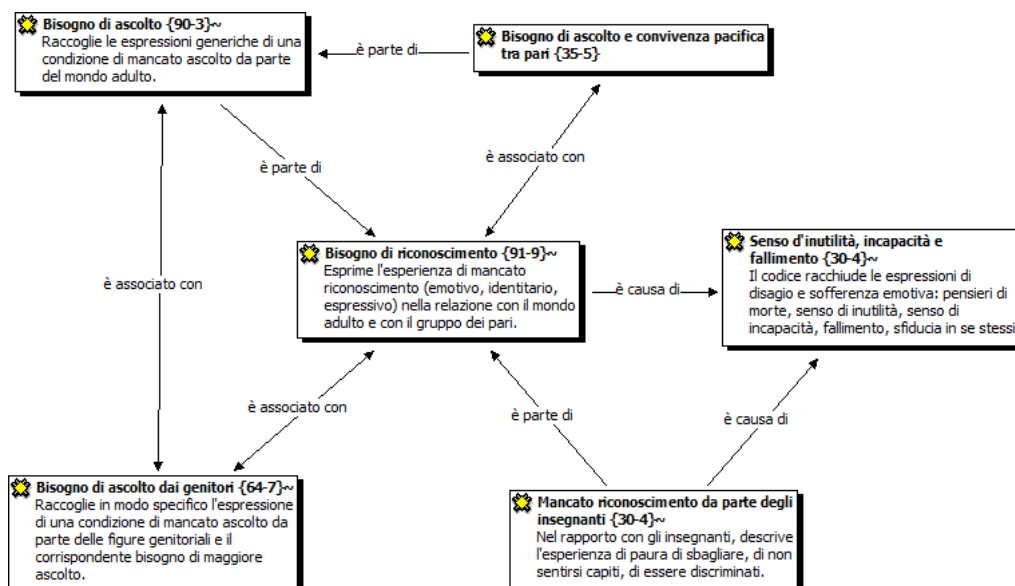 Bisogno di ascolto {90-3}~
Raccoglie le espressioni generiche di una
condizione di mancato ascolto da parte
del mondo adulto.
è parte di
Bisogno di ascolto e convivenza pacifica
tra pari {35-5}
è parte di
è associato con
è associato con
Bisogno di riconoscimento {91-9}~
Esprime l'esperienza di mancato
riconoscimento (emotivo, identitario,
espressivo) nella relazione con il mondo
adulto e con il gruppo dei pari.
è causa di
Senso d'inutilità, incapacità e
fallimento {30-4}~
Il codice racchiude le espressioni di
disagio e sofferenza emotiva: pensieri di
morte, senso di inutilità, senso di
incapacità, fallimento, sfiducia in se stessi
è associato con
è parte di
è causa di
Bisogno di ascolto dai genitori {64-7}~
Raccoglie in modo specifico l'espressione
di una condizione di mancato ascolto da
parte delle figure genitoriali e il
corrispondente bisogno di maggiore
ascolto.
Mancato riconoscimento da parte degli
insegnanti {30-4}~
Nel rapporto con gli insegnanti, descrive
l'esperienza di paura di sbagliare, di non
sentirsi capiti, di essere discriminati.